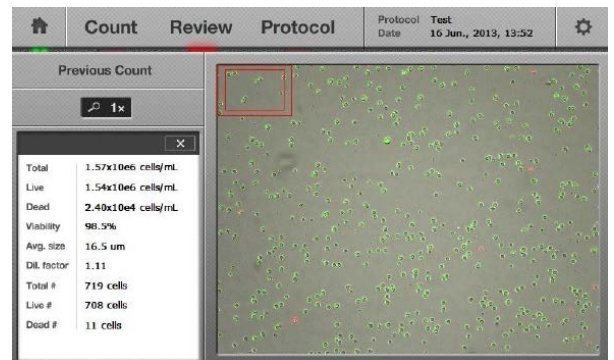 Count Review Protocol
Protocol Test
Date 16 Jun., 2013, 13:52
Previous Count
1x
Total 1.57x10e6 cells/mL
Live 1.54x10e6 cells/mL
Dead 2.40x10e4 cells/mL
Viability 98.5%
Avg. size 16.5 um
Dil. factor 1.11
Total # 719 cells
Live # 708 cells
Dead # 11 cells